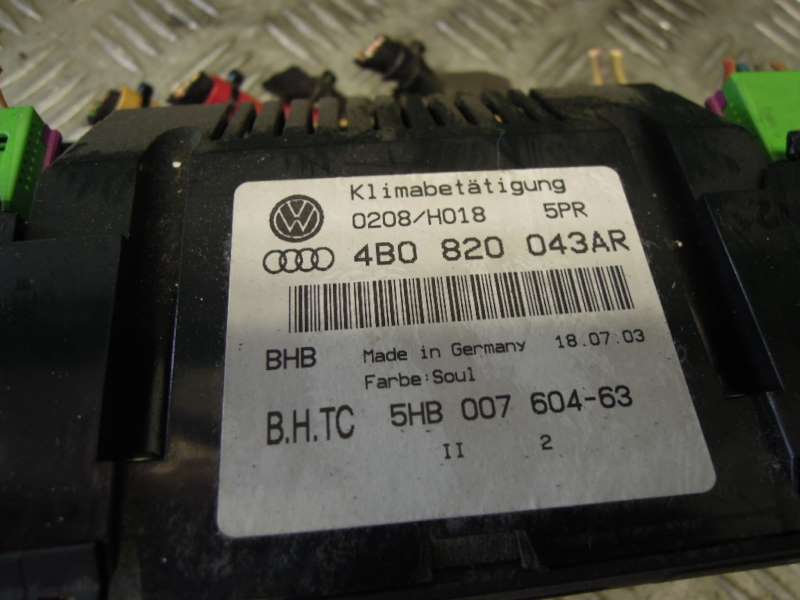 Klimabetätigung
0208/H018 5PR
4B0 820 043AR
BHB Made in Germany 18.07.03
Farbe:Soul
B.H.TC 5HB 007 604-63
II 2